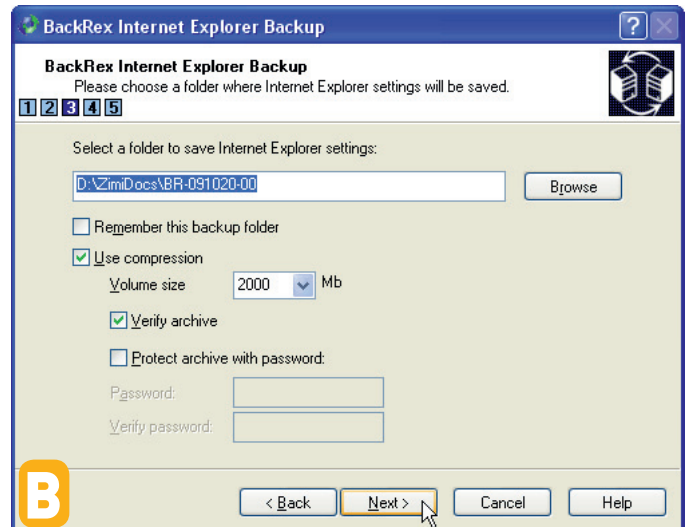 BackRex Internet Explorer Backup
?
BackRex Internet Explorer Backup
Please choose a folder where Internet Explorer settings will be saved.
1 2 3 4 5
Select a folder to save Internet Explorer settings:
D:\ZimiDocs\BR-091020-00
Browse
Remember this backup folder
Use compression
Volume size 2000 Mb
Verify archive
Protect archive with password:
Password:
Verify password:
B
< Back Next > Cancel Help